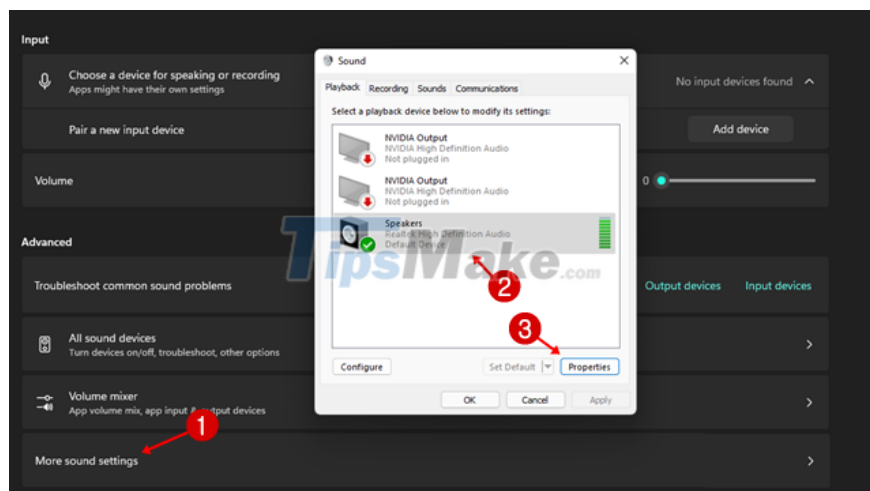 Input
Choose a device for speaking or recording
Apps might have their own settings
No input devices found
Pair a new input device
Add device
Volume
0
Advanced
Troubleshoot common sound problems
Output devices
Input devices
All sound devices
Turn devices on/off, troubleshoot, other options
Volume mixer
App volume mix, app input & output devices
1
More sound settings
Sound
Playback
Recording
Sounds
Communications
Select a playback device below to modify its settings:
NVIDIA Output
NVIDIA High Definition Audio
Not plugged in
NVIDIA Output
NVIDIA High Definition Audio
Not plugged in
Speakers
Realtek High Definition Audio
Default Device
TipsMake.com
2
3
Configure
Set Default
Properties
OK
Cancel
Apply